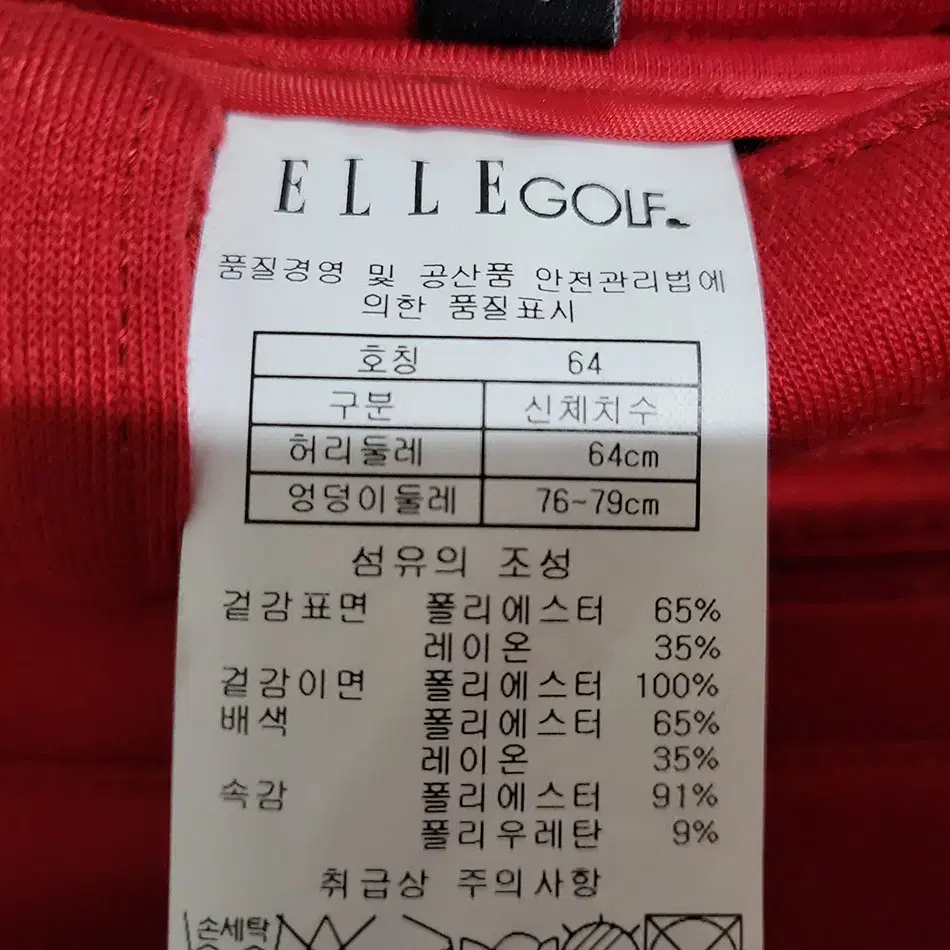 ELLE GOLF
품질경영 및 공산품 안전관리법에
의한 품질표시
호칭 64
구분 신체치수
허리둘레 64cm
엉덩이둘레 76~79cm
섬유의 조성
겉감표면 폴리에스터 65%
레이온 35%
겉감이면 폴리에스터 100%
배색 폴리에스터 65%
레이온 35%
속감 폴리에스터 91%
폴리우레탄 9%
취급상 주의사항
손세탁